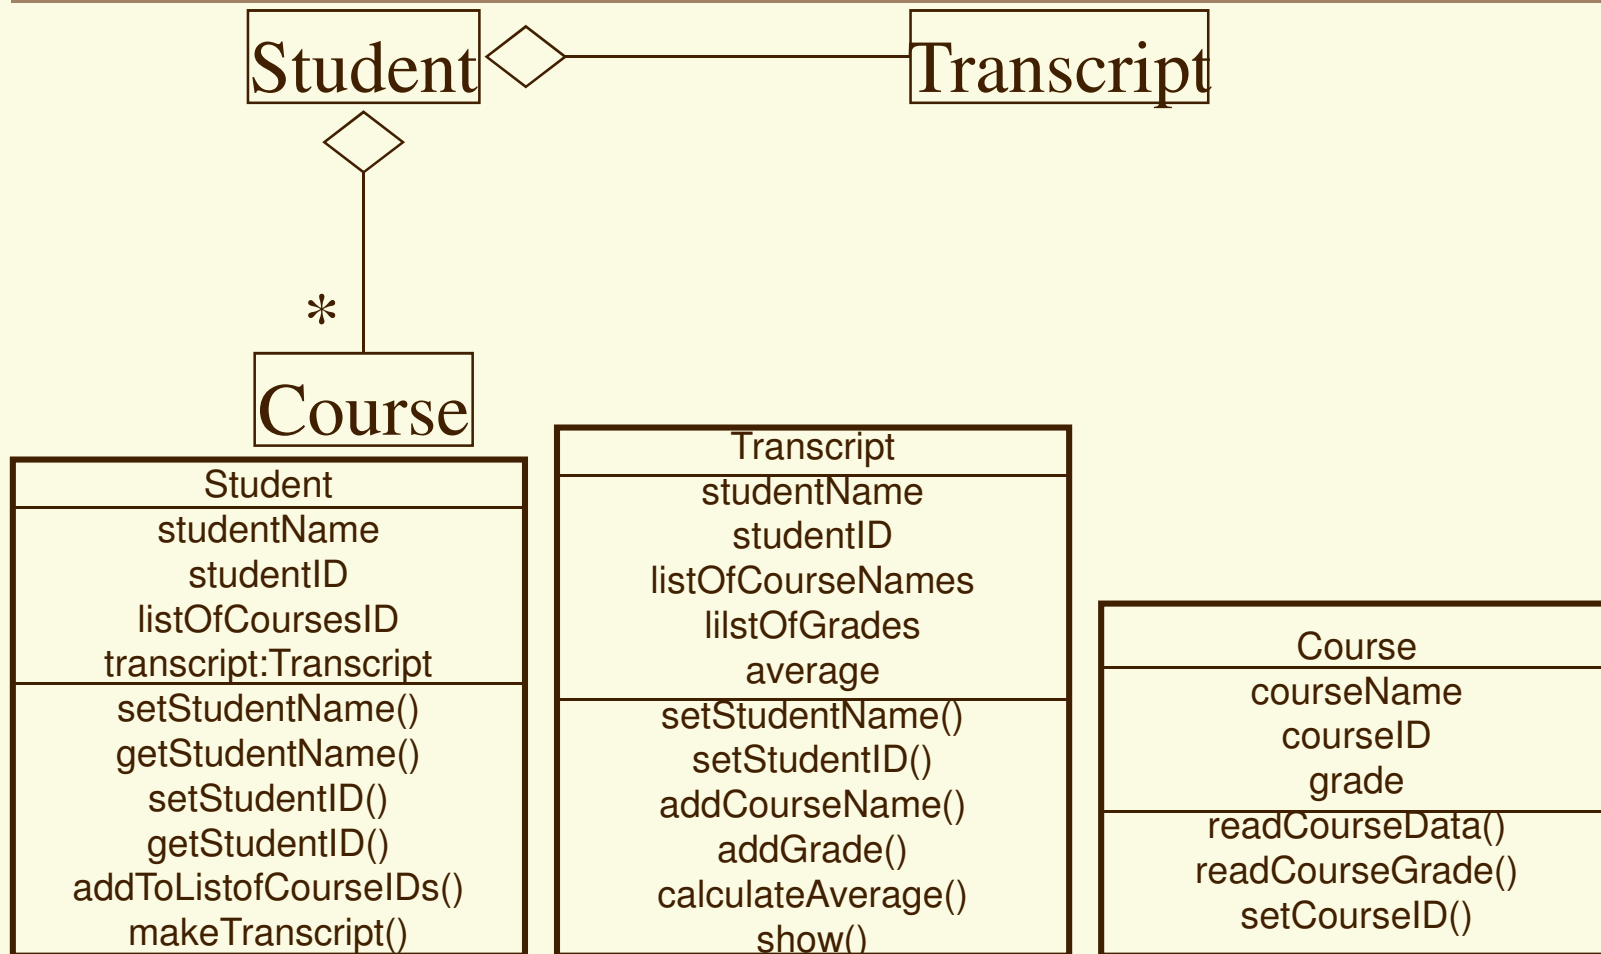 Student
Transcript
*
Course
Student
studentName
studentID
listOfCoursesID
transcript:Transcript
setStudentName()
getStudentName()
setStudentID()
getStudentID()
addToListofCourseIDs()
makeTranscript()
Transcript
studentName
studentID
listOfCourseNames
lilstOfGrades
average
setStudentName()
setStudentID()
addCourseName()
addGrade()
calculateAverage()
show()
Course
courseName
courseID
grade
readCourseData()
readCourseGrade()
setCourseID()